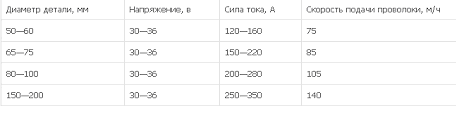 Диаметр детали, мм Напряжение, в Сила тока, А Скорость подачи проволоки, м/ч
50—60 30—36 120—160 75
65—75 30—36 150—220 85
80—100 30—36 200—280 105
150—200 30—36 250—350 140